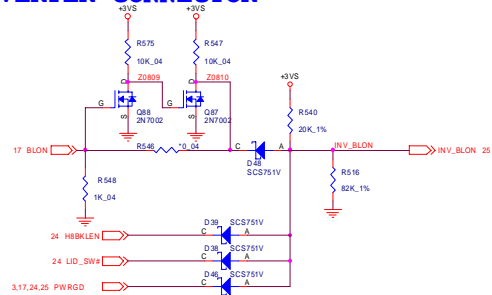 +3VS
+3VS
R575
R547
10K_04
10K_04
Z0809
Z0810
+3VS
D
D
G
G
S
S
Q88
Q87
2N7002
2N7002
R540
20K_1%
17 BLON
R546
*0_04
C
A
D48
SCS751V
INV_BLON
INV_BLON 25
R548
1K_04
R516
82K_1%
D39
SCS751V
24 H8BKLEN
C
A
D38
SCS751V
24 LID_SW#
C
A
D46
SCS751V
3,17,24,25 PWRGD
C
A